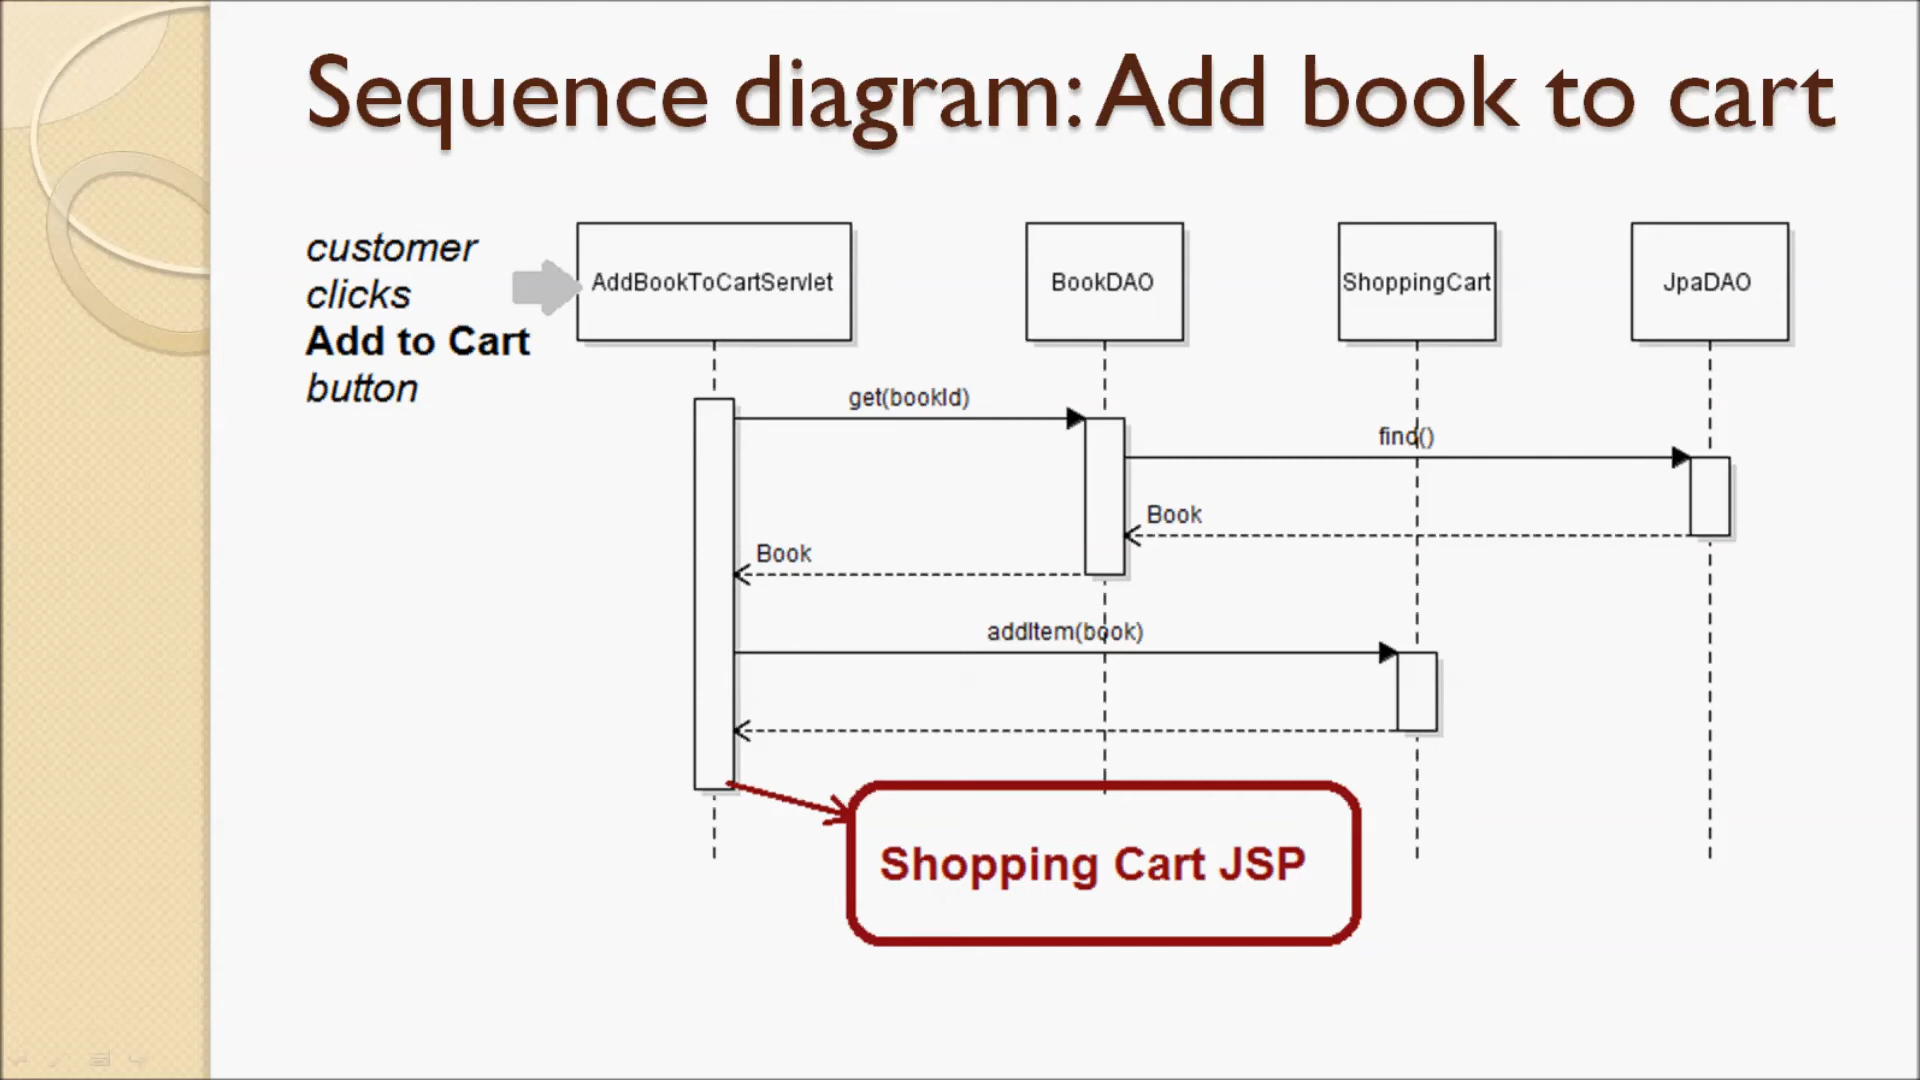 Sequence diagram: Add book to cart
customer
clicks
Add to Cart
button
AddBookToCartServlet
BookDAO
ShoppingCart
JpaDAO
get(bookId)
find()
Book
Book
addItem(book)
Shopping Cart JSP